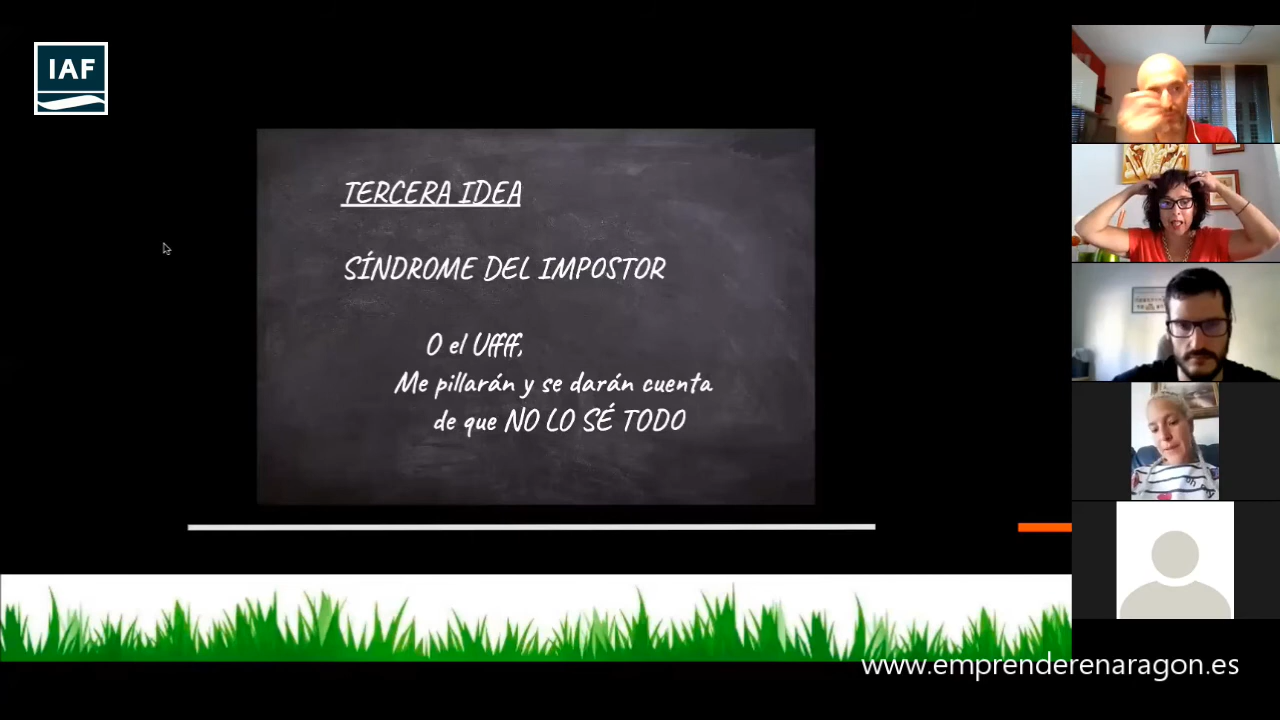 IAF
TERCERA IDEA
SÍNDROME DEL IMPOSTOR
O el Uffff,
Me pillarán y se darán cuenta
de que NO LO SÉ TODO
www.emprenderenaragon.es